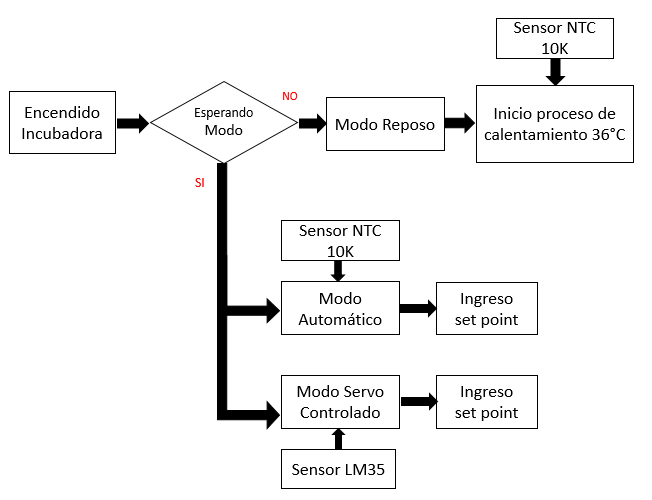 Sensor NTC
10K
Encendido
Incubadora
Esperando
Modo
NO
Modo Reposo
Inicio proceso de
calentamiento 36°C
SI
Sensor NTC
10K
Modo
Automático
Ingreso
set point
Modo Servo
Controlado
Ingreso
set point
Sensor LM35